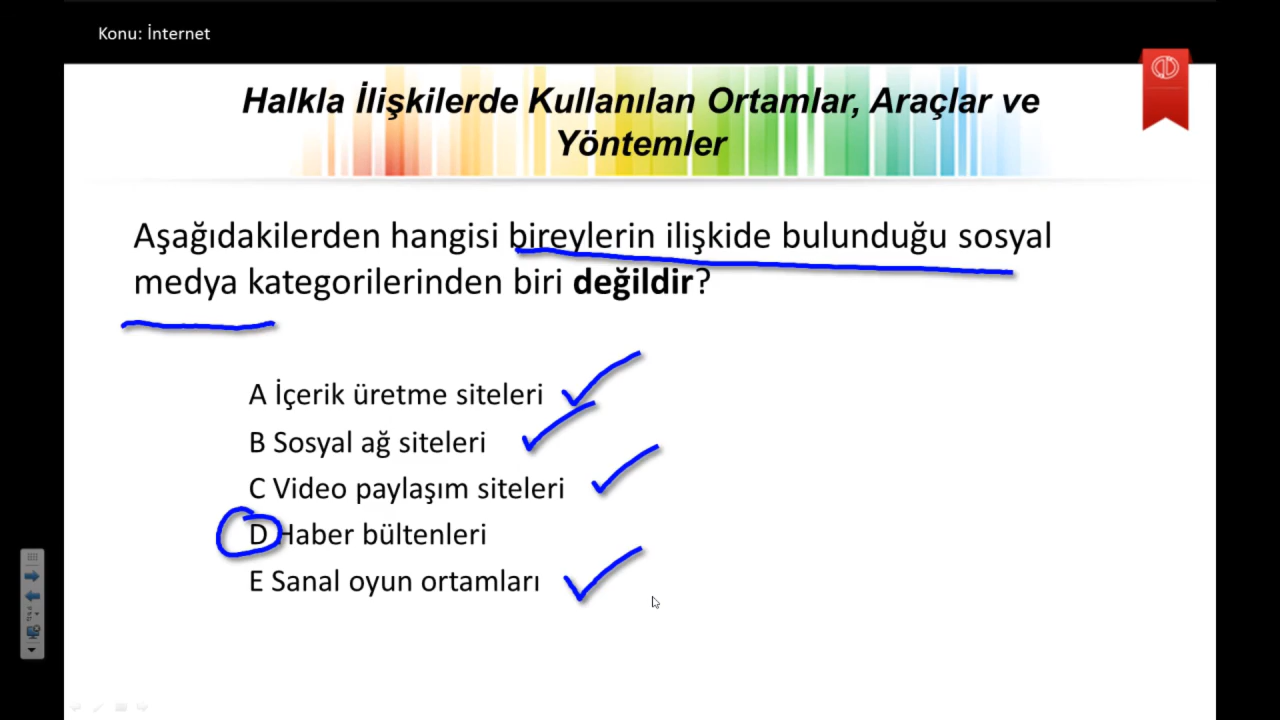 Konu: İnternet
Halkla İlişkilerde Kullanılan Ortamlar, Araçlar ve
Yöntemler
Aşağıdakilerden hangisi bireylerin ilişkide bulunduğu sosyal
medya kategorilerinden biri değildir?
A İçerik üretme siteleri
B Sosyal ağ siteleri
C Video paylaşım siteleri
D Haber bültenleri
E Sanal oyun ortamları